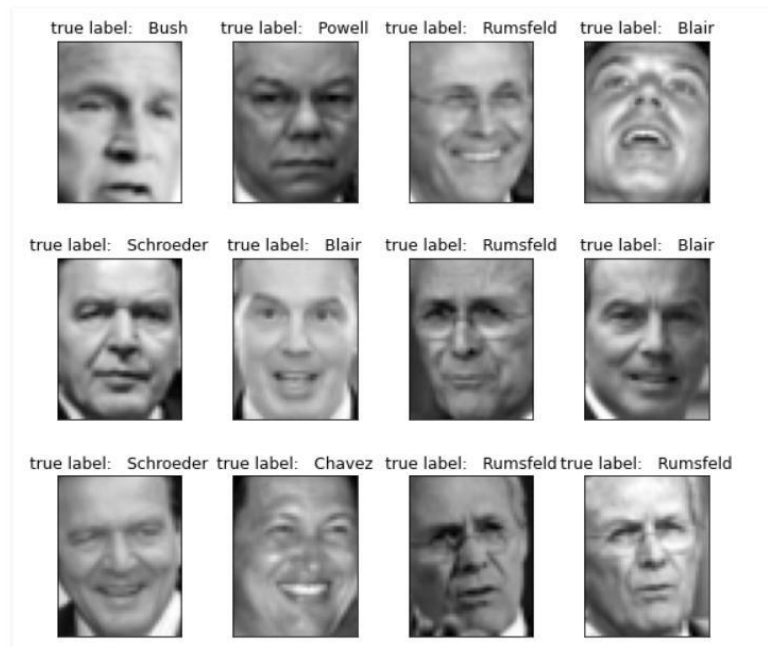 true label: Bush true label: Powell true label: Rumsfeld true label: Blair
true label: Schroeder true label: Blair true label: Rumsfeld true label: Blair
true label: Schroeder true label: Chavez true label: Rumsfeld true label: Rumsfeld